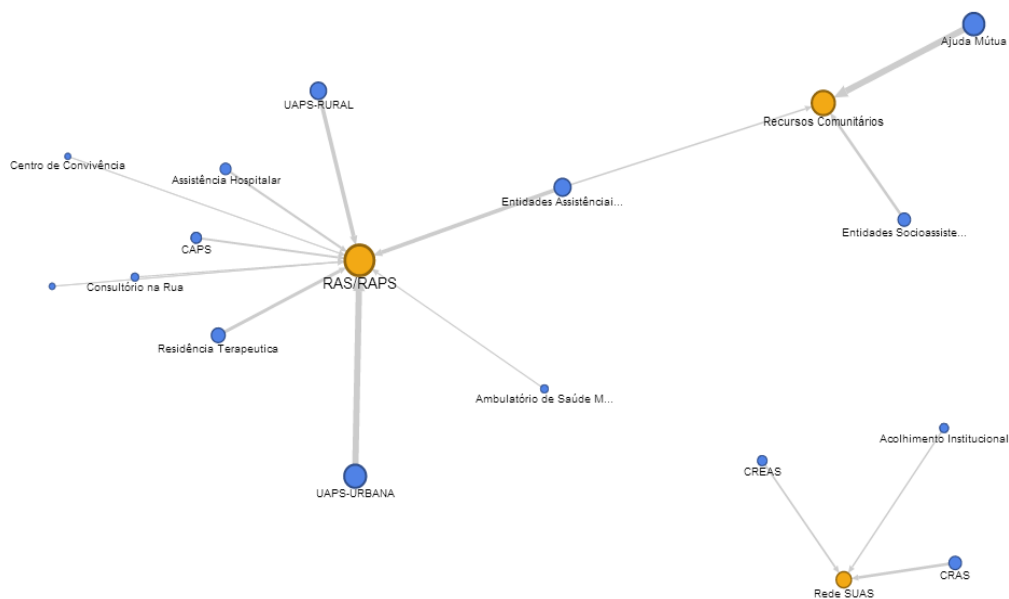 Ajuda Mútua
UAPS-RURAL
Recursos Comunitários
Centro de Convivência
Assistência Hospitalar
Entidades Assistênciai...
Entidades Socioassiste...
CAPS
RAS/RAPS
Consultório na Rua
Residência Terapeutica
Ambulatório de Saúde M...
Acolhimento Institucional
CREAS
UAPS-URBANA
CRAS
Rede SUAS